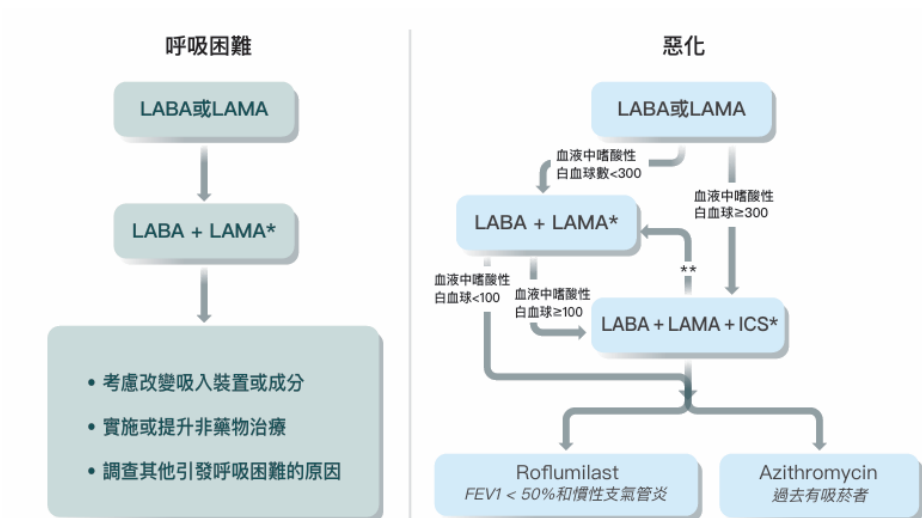 呼吸困難
LABA或LAMA
LABA + LAMA*
• 考慮改變吸入裝置或成分
• 實施或提升非藥物治療
• 調查其他引發呼吸困難的原因
惡化
LABA或LAMA
血液中嗜酸性
白血球數<300
血液中嗜酸性
白血球≥300
LABA + LAMA*
**
血液中嗜酸性
白血球<100
血液中嗜酸性
白血球≥100
LABA + LAMA + ICS*
Roflumilast
FEV1 < 50%和慣性支氣管炎
Azithromycin
過去有吸菸者